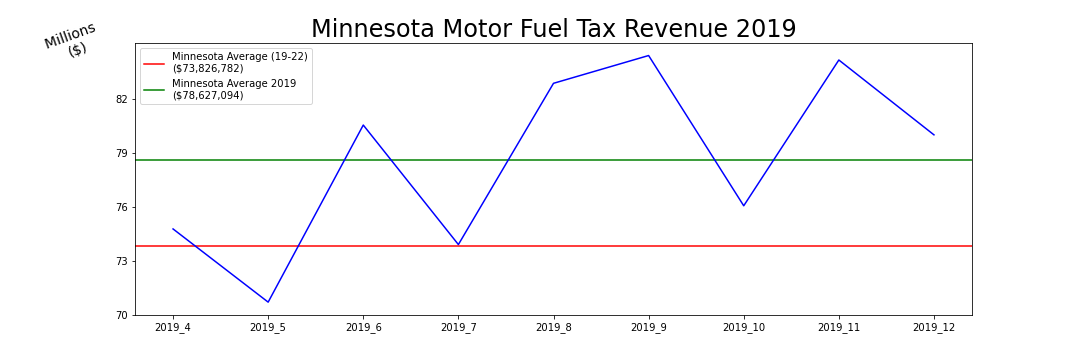 Minnesota Motor Fuel Tax Revenue 2019
Millions
($)
Minnesota Average (19-22)
($73,826,782)
Minnesota Average 2019
($78,627,094)
82
79
76
73
70
2019_4 2019_5 2019_6 2019_7 2019_8 2019_9 2019_10 2019_11 2019_12